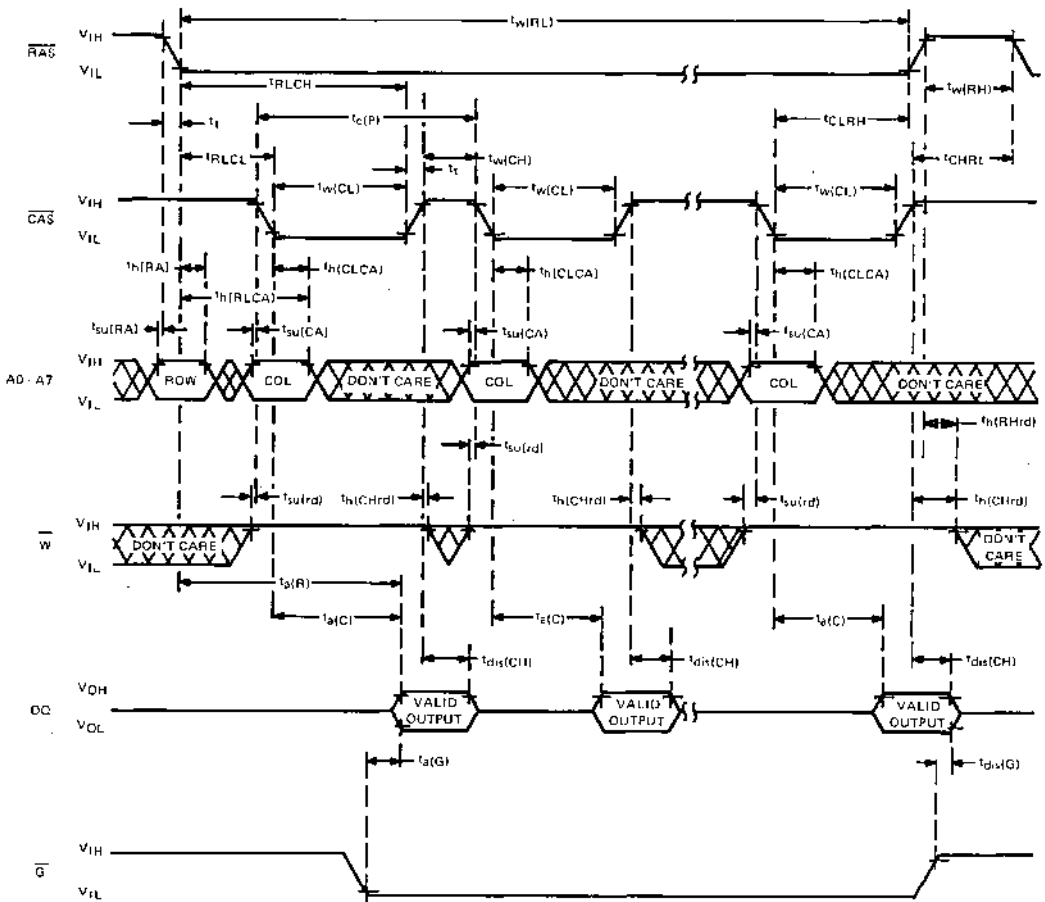 tw(RL)
RAS
VIH
VIL
tRLCH
tw(RH)
tt
tc(P)
tCLRH
tRLCL
tw(CH)
tt
tCHRL
tw(CL)
tw(CL)
tw(CL)
CAS
VIH
VIL
th(RA)
th(CLCA)
th(CLCA)
th(CLCA)
th(RLCA)
tsu(RA)
tsu(CA)
tsu(CA)
tsu(CA)
A0 - A7
VIH
VIL
ROW
COL
DON'T CARE
COL
DON'T CARE
COL
DON'T CARE
th(RHrd)
tsu(rd)
tsu(rd)
th(CHrd)
th(CHrd)
tsu(rd)
th(CHrd)
W
VIH
VIL
DON'T CARE
DON'T
CARE
ta(R)
ta(C)
ta(C)
ta(C)
tdis(CH)
tdis(CH)
tdis(CH)
DQ
VOH
VOL
VALID
OUTPUT
VALID
OUTPUT
VALID
OUTPUT
ta(G)
tdis(G)
G
VIH
VIL